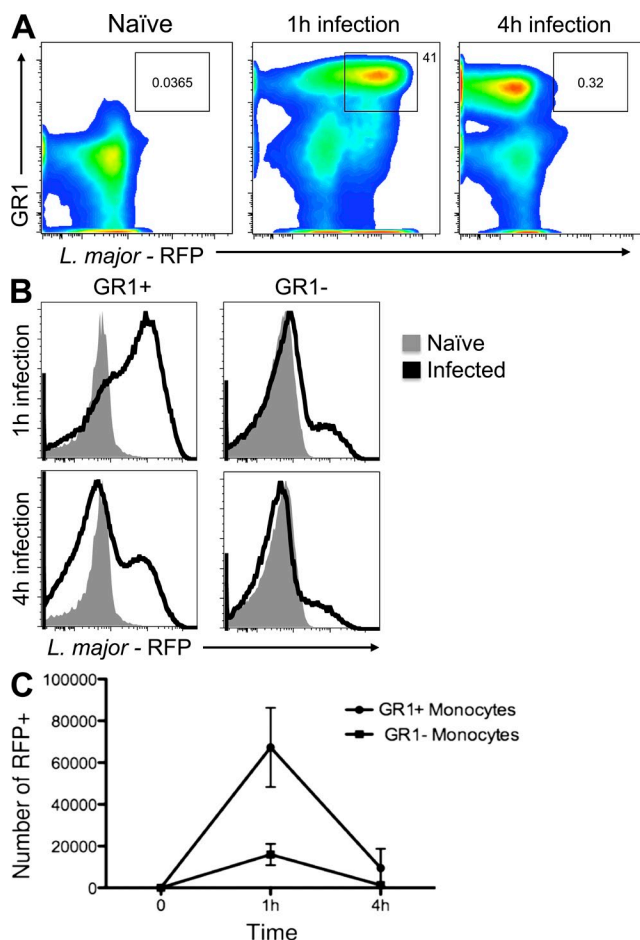 A
Naïve
1h infection
4h infection
0.0365
41
0.32
GR1
L. major - RFP
B
GR1+
GR1-
1h infection
4h infection
Naïve
Infected
L. major - RFP
C
100000
80000
60000
40000
20000
0
Number of RFP+
GR1+ Monocytes
GR1- Monocytes
0
1h
4h
Time